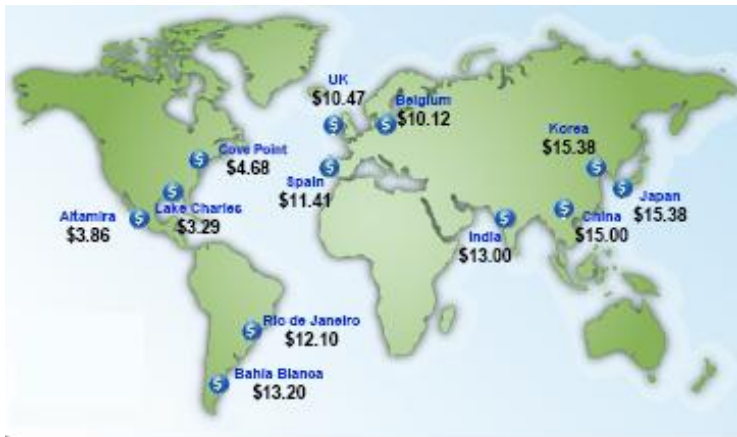 UK
$10.47
Belgium
$10.12
Korea
$15.38
Cove Point
$4.68
Spain
$11.41
Japan
$15.38
Altamira
$3.86
Lake Charles
$3.29
India
$13.00
China
$15.00
Rio de Janeiro
$12.10
Bahia Blanca
$13.20